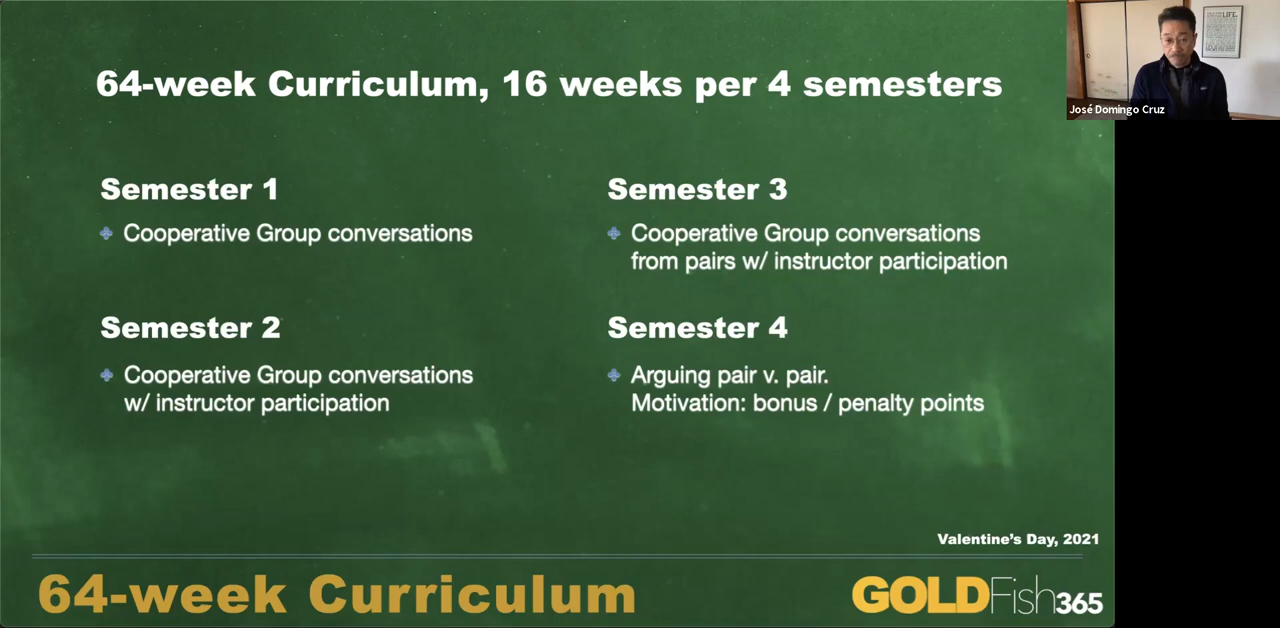 64-week Curriculum, 16 weeks per 4 semesters
Semester 1
Cooperative Group conversations
Semester 2
Cooperative Group conversations
w/ instructor participation
Semester 3
Cooperative Group conversations
from pairs w/ instructor participation
Semester 4
Arguing pair v. pair.
Motivation: bonus / penalty points
Valentine's Day, 2021
64-week Curriculum
GOLDFish365
LIFE.
José Domingo Cruz